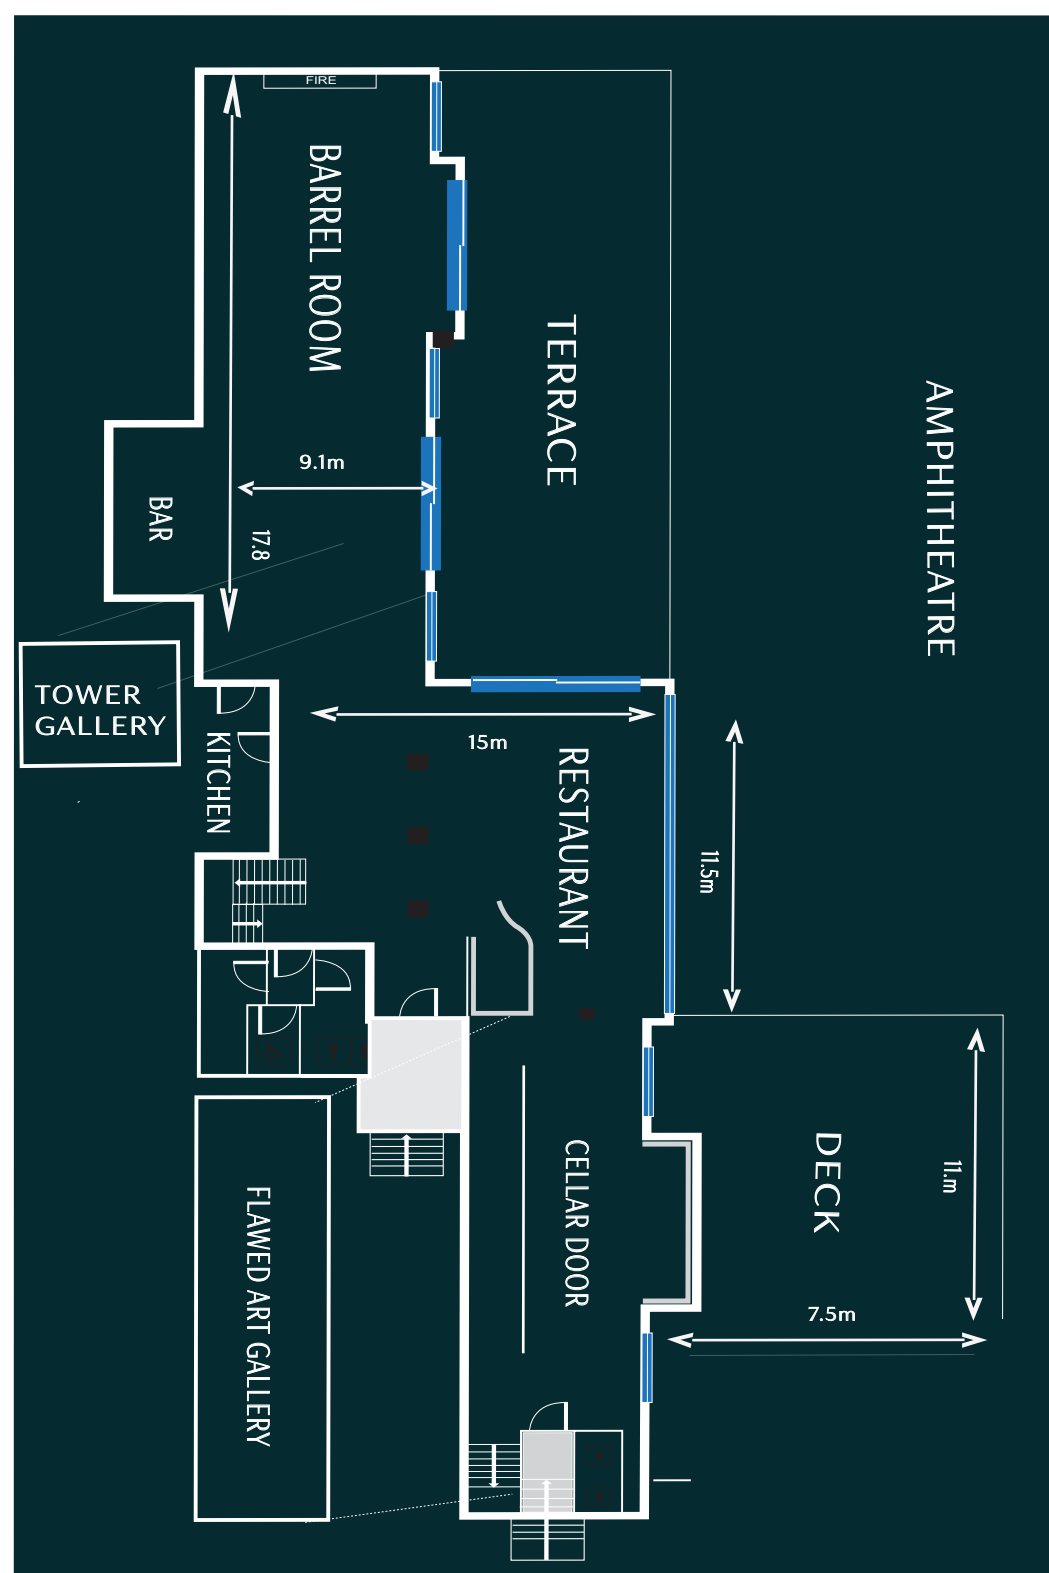 FIRE
BARREL ROOM
TERRACE
AMPHITHEATRE
9.1m
BAR
17.8
TOWER
GALLERY
15m
KITCHEN
RESTAURANT
11.5m
DECK
11.m
CELLAR DOOR
FLAWED ART GALLERY
7.5m